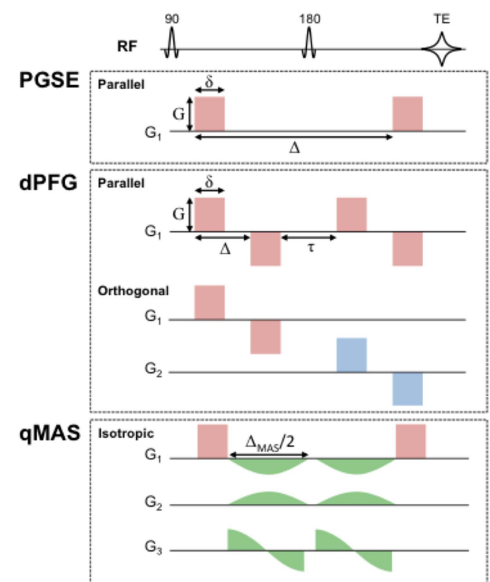 90 180 TE
RF
PGSE
Parallel
δ
G
G₁
Δ
dPFG
Parallel
δ
G
G₁
Δ τ
Orthogonal
G₁
G₂
qMAS
Isotropic
G₁ Δ_MAS/2
G₂
G₃